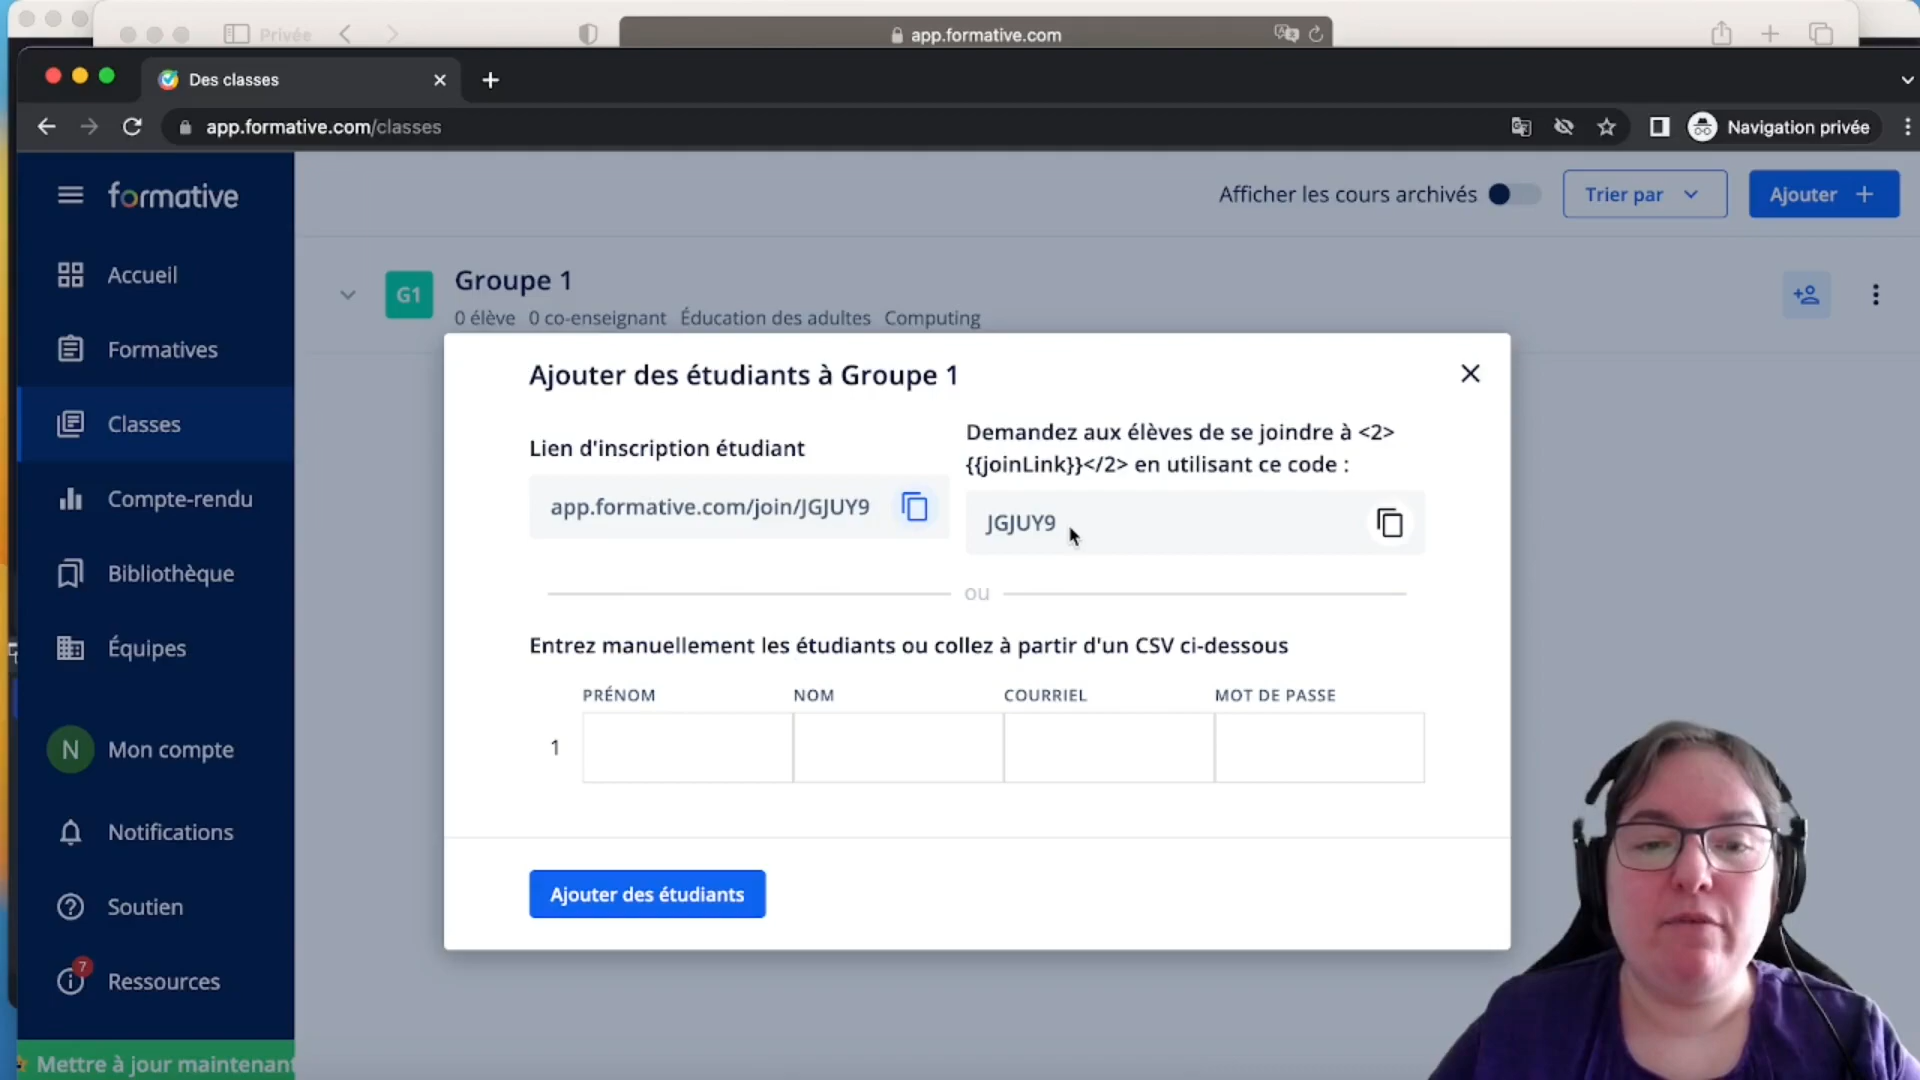 Privée
app.formative.com
Des classes
app.formative.com/classes
Navigation privée
formative
Afficher les cours archivés
Trier par
Ajouter +
Accueil
Formatives
Classes
Compte-rendu
Bibliothèque
Équipes
N
Mon compte
Notifications
Soutien
7
Ressources
Mettre à jour maintenant
G1
Groupe 1
0 élève 0 co-enseignant Éducation des adultes Computing
Ajouter des étudiants à Groupe 1
Lien d'inscription étudiant
app.formative.com/join/JGJUY9
Demandez aux élèves de se joindre à <2>
{{joinLink}}</2> en utilisant ce code :
JGJUY9
ou
Entrez manuellement les étudiants ou collez à partir d'un CSV ci-dessous
PRÉNOM NOM COURRIEL MOT DE PASSE
1
Ajouter des étudiants